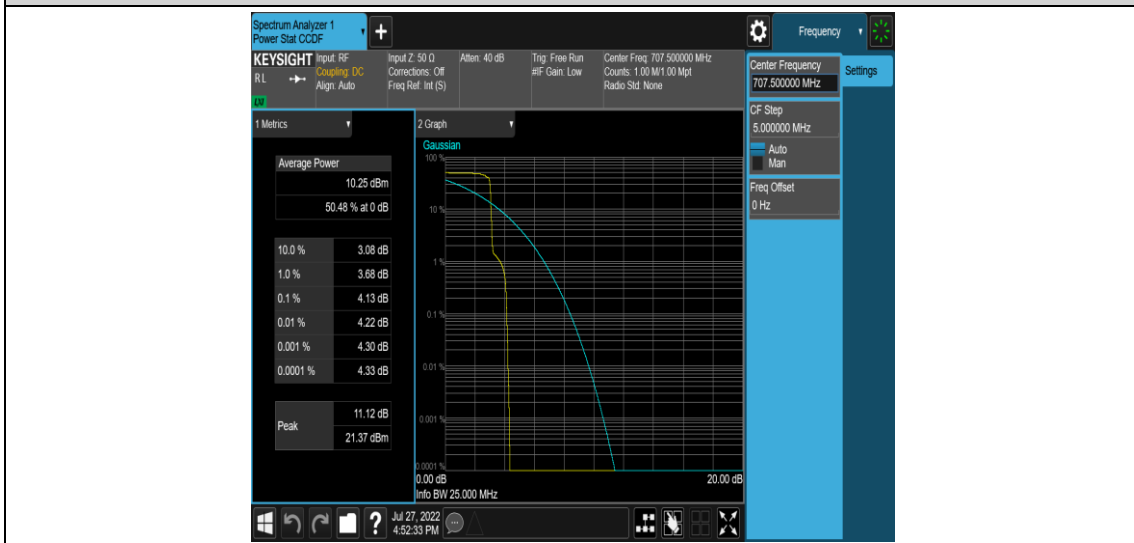 Spectrum Analyzer 1
Power Stat CCDF
+
Frequency
KEYSIGHT
RL
LXI
Input: RF
Coupling: DC
Align: Auto
Input Z: 50 Ω
Corrections: Off
Freq Ref: Int (S)
Atten: 40 dB
Trig: Free Run
#IF Gain: Low
Center Freq: 707.500000 MHz
Counts: 1.00 M/1.00 Mpt
Radio Std: None
Center Frequency
707.500000 MHz
Settings
CF Step
5.000000 MHz
Auto
Man
Freq Offset
0 Hz
1 Metrics
Average Power
10.25 dBm
50.48 % at 0 dB
10.0 % 3.08 dB
1.0 % 3.68 dB
0.1 % 4.13 dB
0.01 % 4.22 dB
0.001 % 4.30 dB
0.0001 % 4.33 dB
Peak
11.12 dB
21.37 dBm
2 Graph
Gaussian
100 %
10 %
1 %
0.1 %
0.01 %
0.001 %
0.0001 %
0.00 dB 20.00 dB
Info BW 25.000 MHz
?
Jul 27, 2022
4:52:33 PM